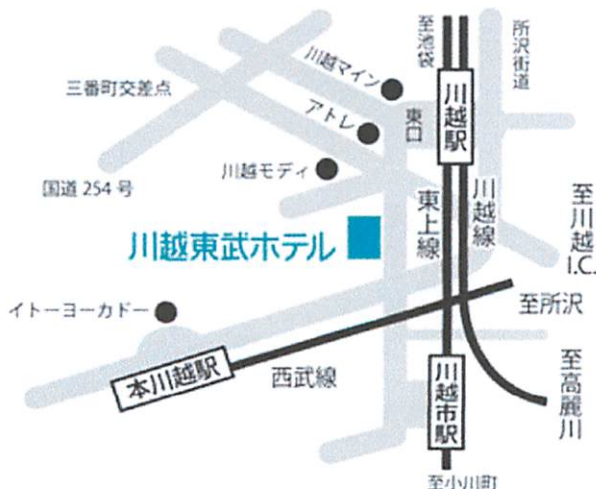 至池袋
所沢街道
川越マイン
三番町交差点
アトレ
東口
川越駅
川越モディ
国道254号
川越東武ホテル
東上線
川越線
至川越I.C.
イトーヨーカドー
至所沢
本川越駅
西武線
川越市駅
至高麗川
至小川町